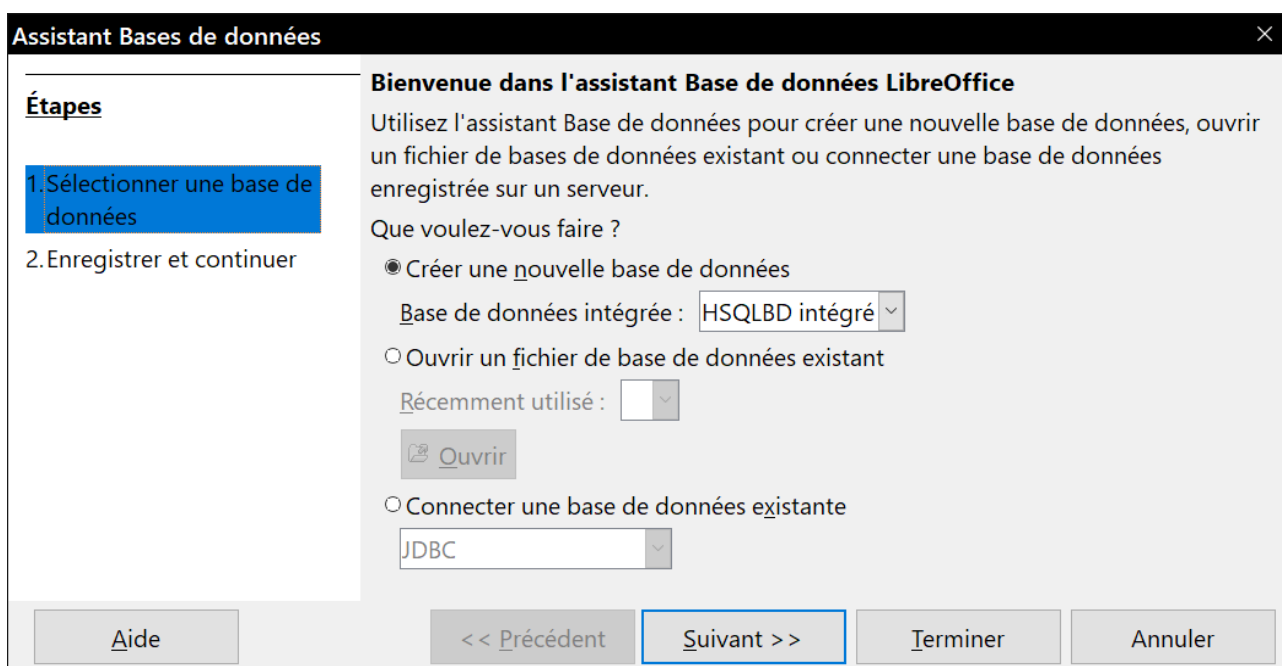 Assistant Bases de données
Étapes
1. Sélectionner une base de
données
2. Enregistrer et continuer
Bienvenue dans l'assistant Base de données LibreOffice
Utilisez l'assistant Base de données pour créer une nouvelle base de données, ouvrir
un fichier de bases de données existant ou connecter une base de données
enregistrée sur un serveur.
Que voulez-vous faire ?
Créer une nouvelle base de données
Base de données intégrée : HSQLBD intégré
Ouvrir un fichier de base de données existant
Récemment utilisé :
Ouvrir
Connecter une base de données existante
JDBC
Aide << Précédent Suivant >> Terminer Annuler